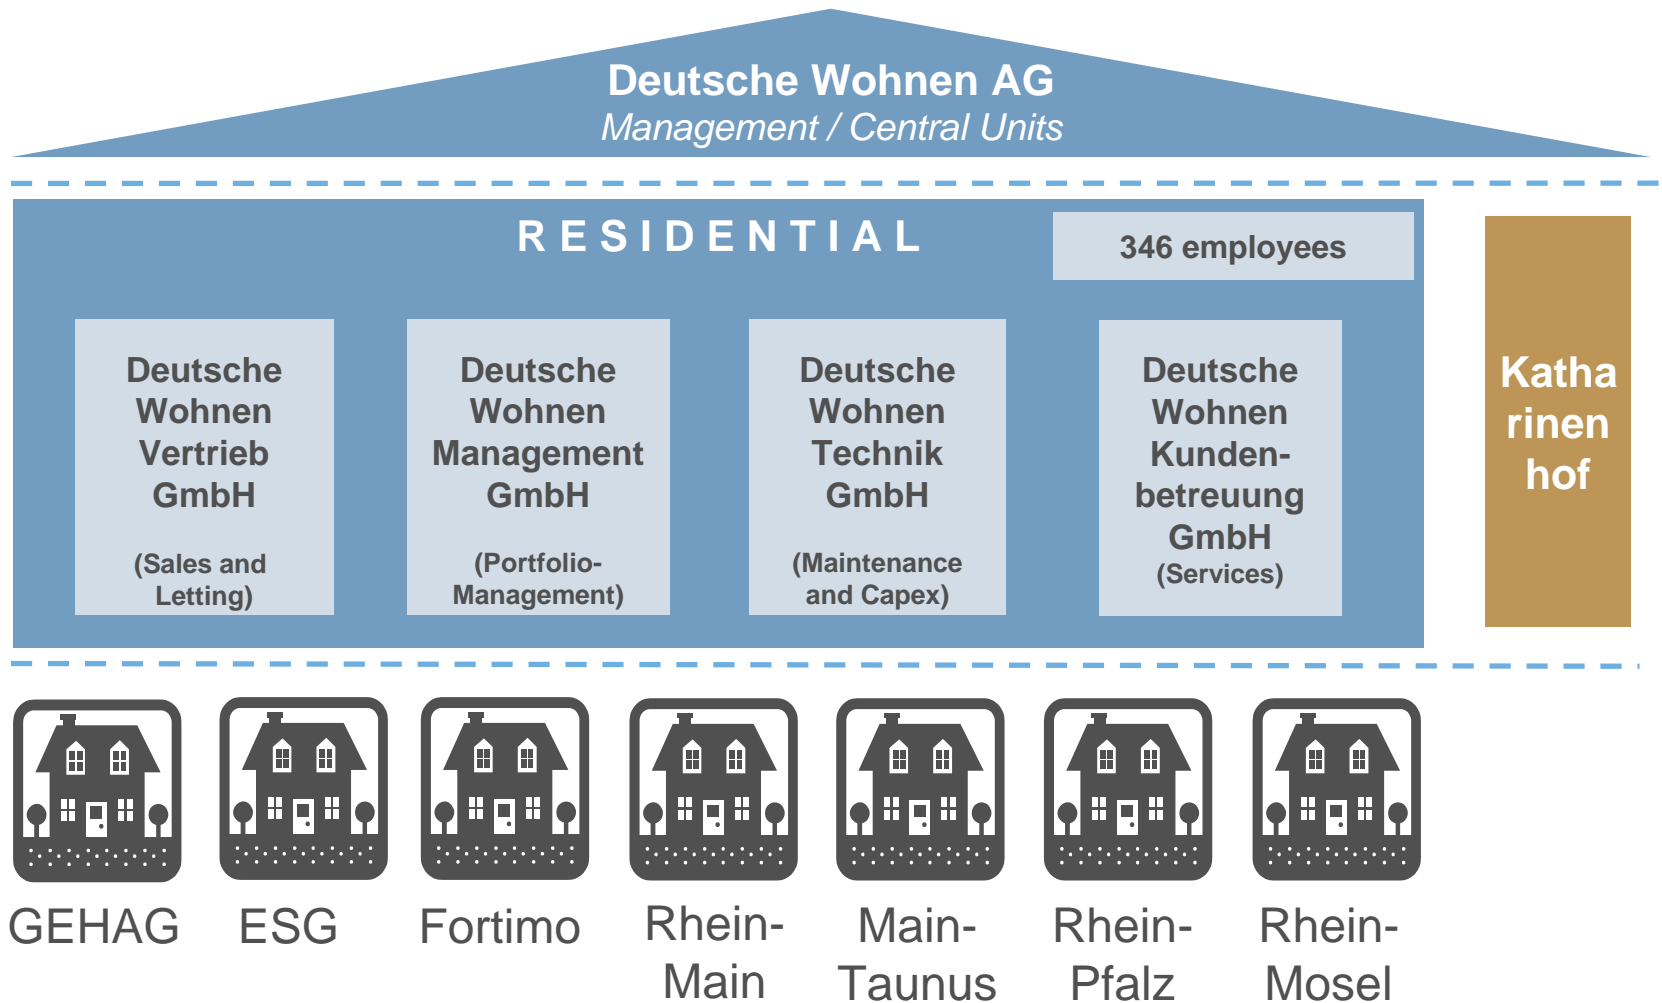 Deutsche Wohnen AG
Management / Central Units
RESIDENTIAL
346 employees
Deutsche
Wohnen
Vertrieb
GmbH
(Sales and
Letting)
Deutsche
Wohnen
Management
GmbH
(Portfolio-
Management)
Deutsche
Wohnen
Technik
GmbH
(Maintenance
and Capex)
Deutsche
Wohnen
Kunden-
betreuung
GmbH
(Services)
Katha
rinen
hof
GEHAG
ESG
Fortimo
Rhein-
Main
Main-
Taunus
Rhein-
Pfalz
Rhein-
Mosel